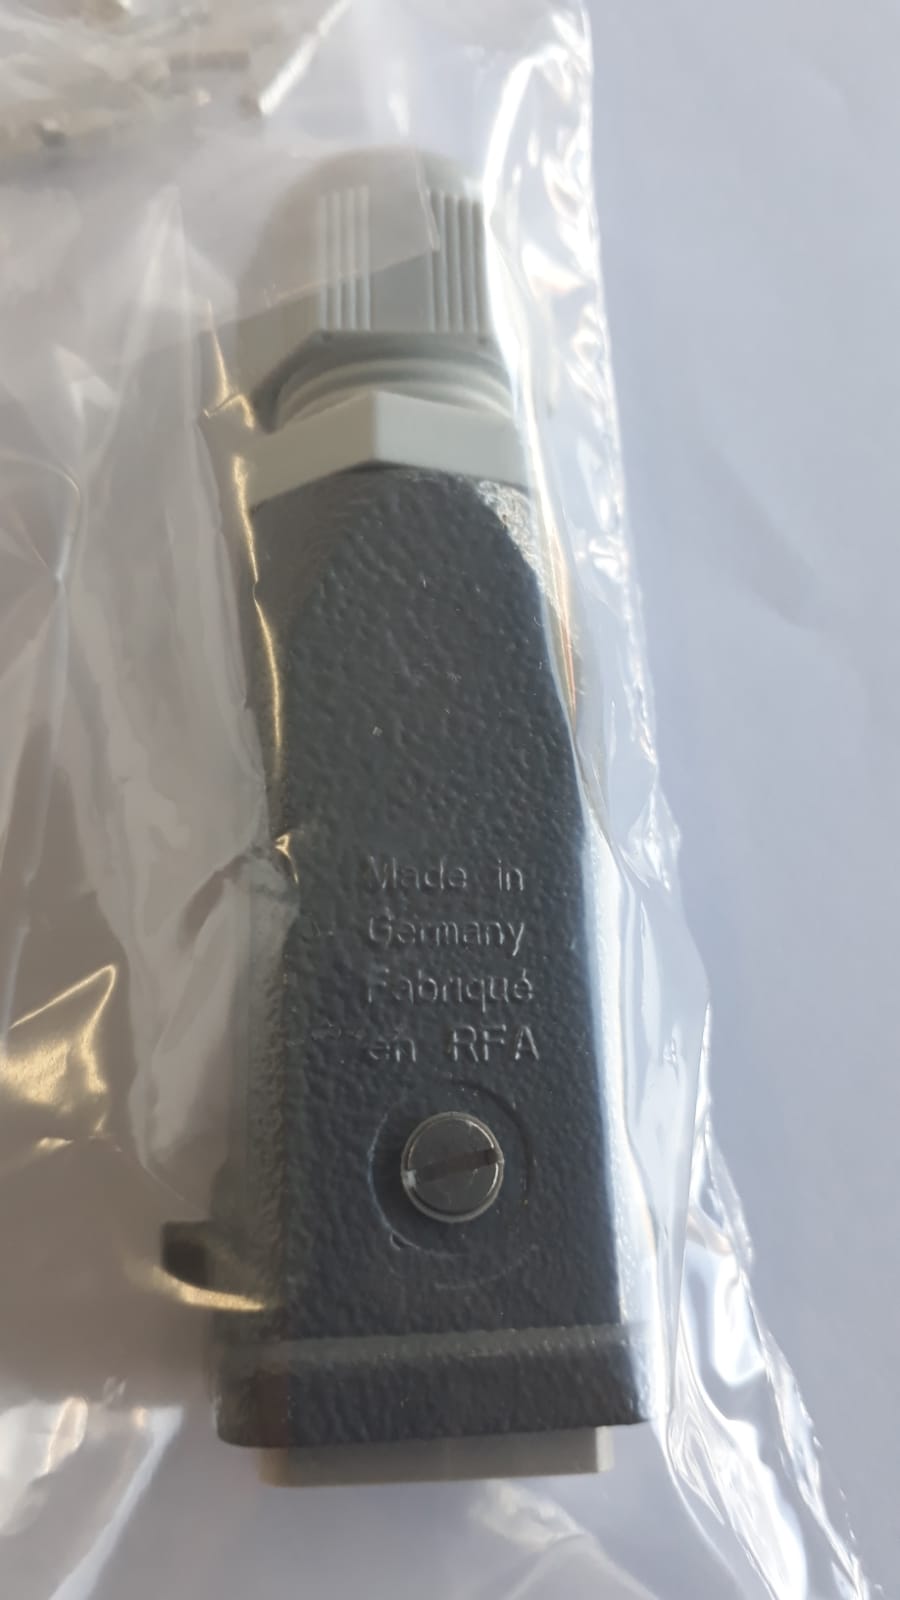 Made in
Germany
Fabriqué
en RFA